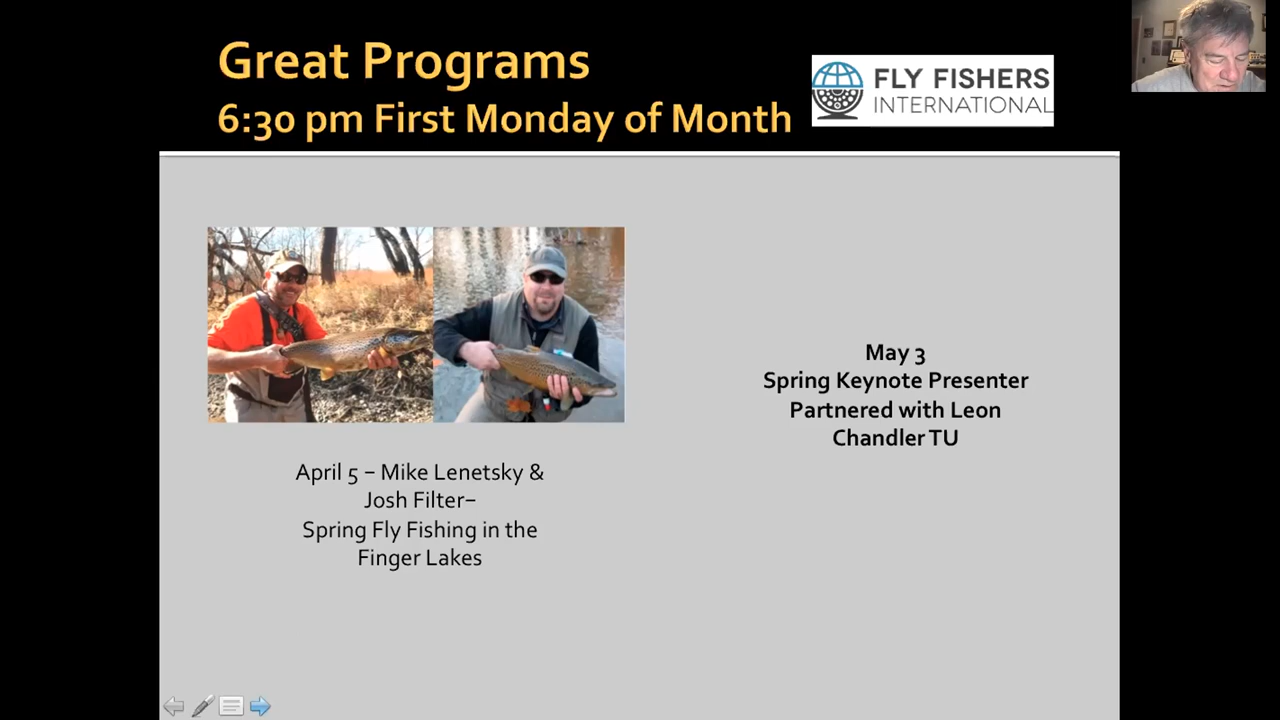 Great Programs
6:30 pm First Monday of Month
FLY FISHERS
INTERNATIONAL
May 3
Spring Keynote Presenter
Partnered with Leon
Chandler TU
April 5 – Mike Lenetsky &
Josh Filter–
Spring Fly Fishing in the
Finger Lakes